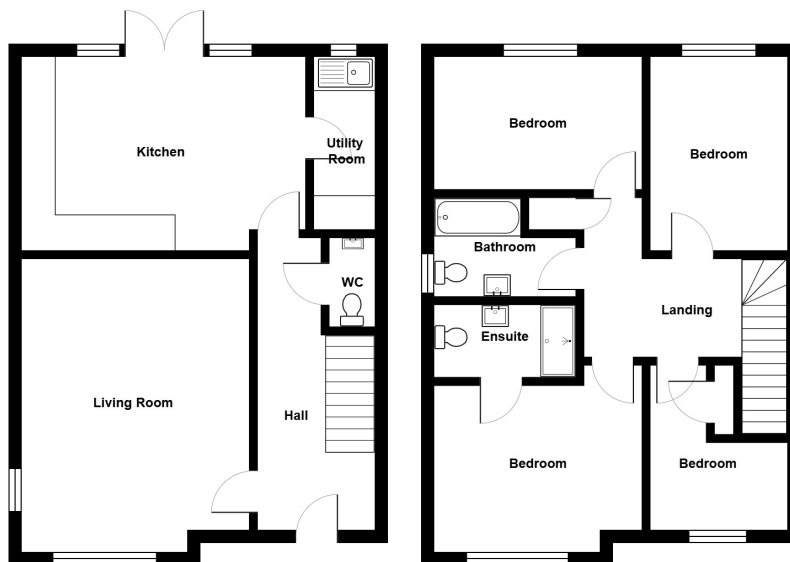 Kitchen
Utility
Room
WC
Living Room
Hall
Bedroom
Bedroom
Bathroom
Landing
Ensuite
Bedroom
Bedroom